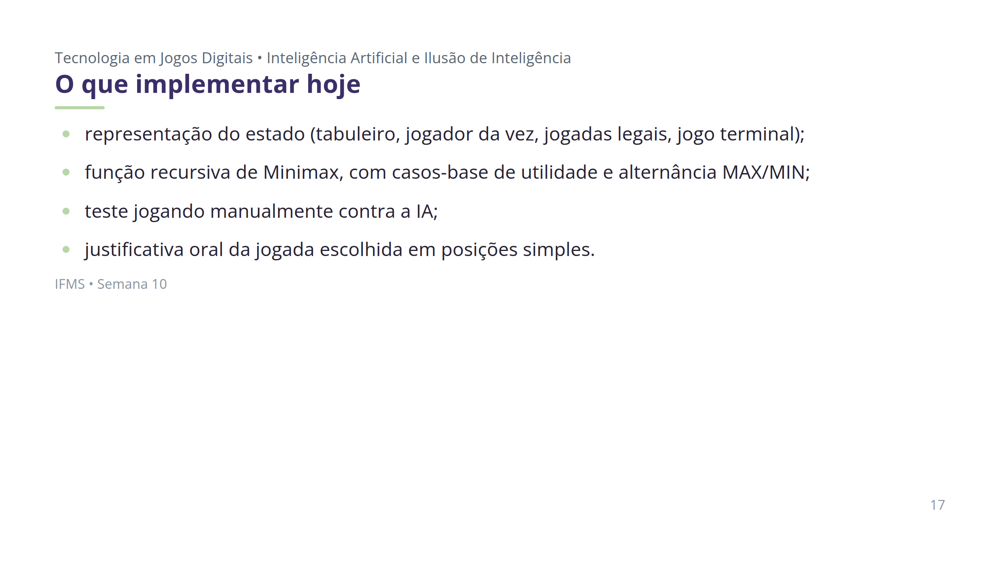 Tecnologia em Jogos Digitais • Inteligência Artificial e Ilusão de Inteligência
O que implementar hoje
• representação do estado (tabuleiro, jogador da vez, jogadas legais, jogo terminal);
• função recursiva de Minimax, com casos-base de utilidade e alternância MAX/MIN;
• teste jogando manualmente contra a IA;
• justificativa oral da jogada escolhida em posições simples.
IFMS • Semana 10
17